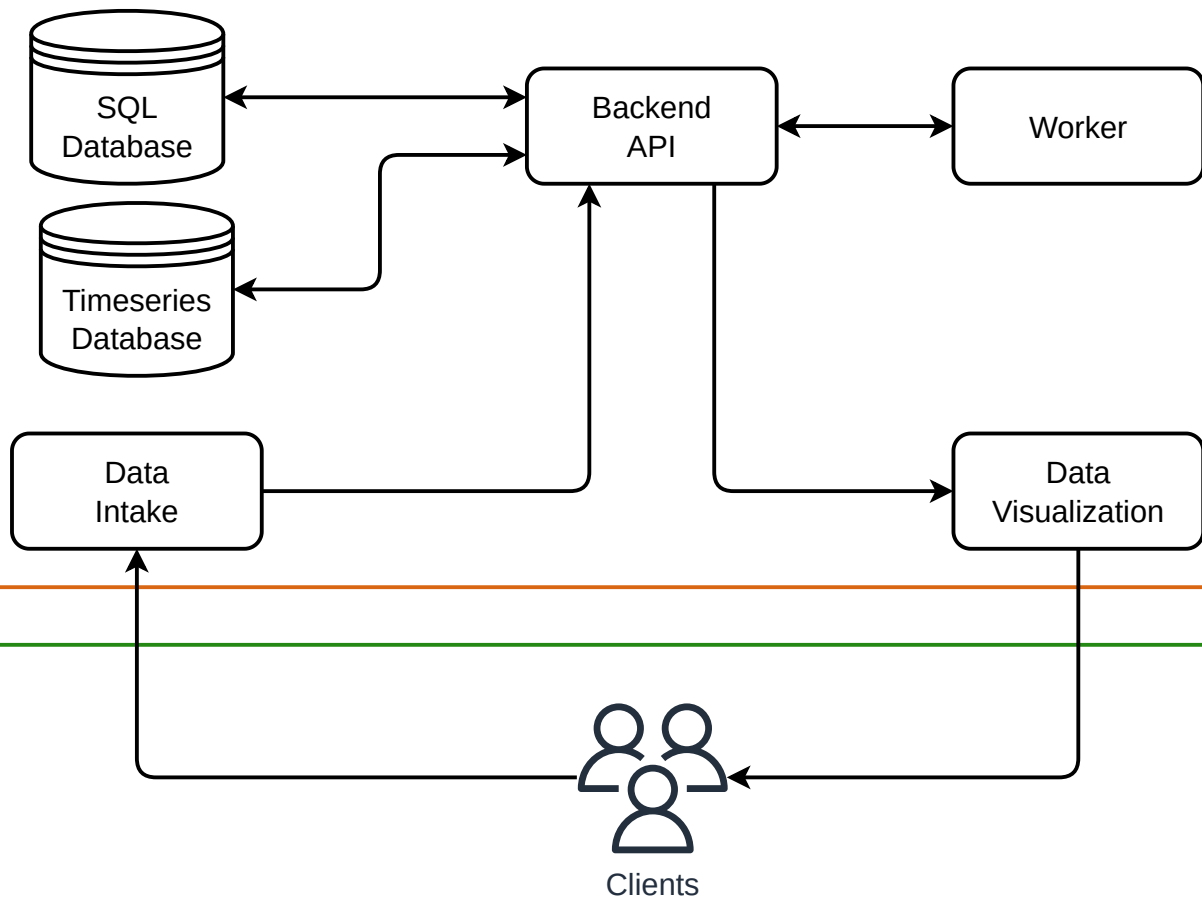 SQL
Database
Backend
API
Worker
Timeseries
Database
Data
Intake
Data
Visualization
Clients